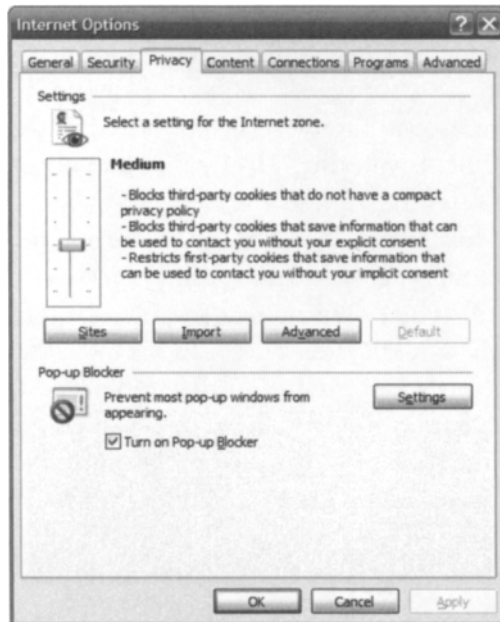 Internet Options
General Security Privacy Content Connections Programs Advanced
Settings
Select a setting for the Internet zone.
Medium
- Blocks third-party cookies that do not have a compact
privacy policy
- Blocks third-party cookies that save information that can
be used to contact you without your explicit consent
- Restricts first-party cookies that save information that
can be used to contact you without your implicit consent
Sites Import Advanced Default
Pop-up Blocker
Prevent most pop-up windows from
appearing.
Settings
Turn on Pop-up Blocker
OK Cancel Apply